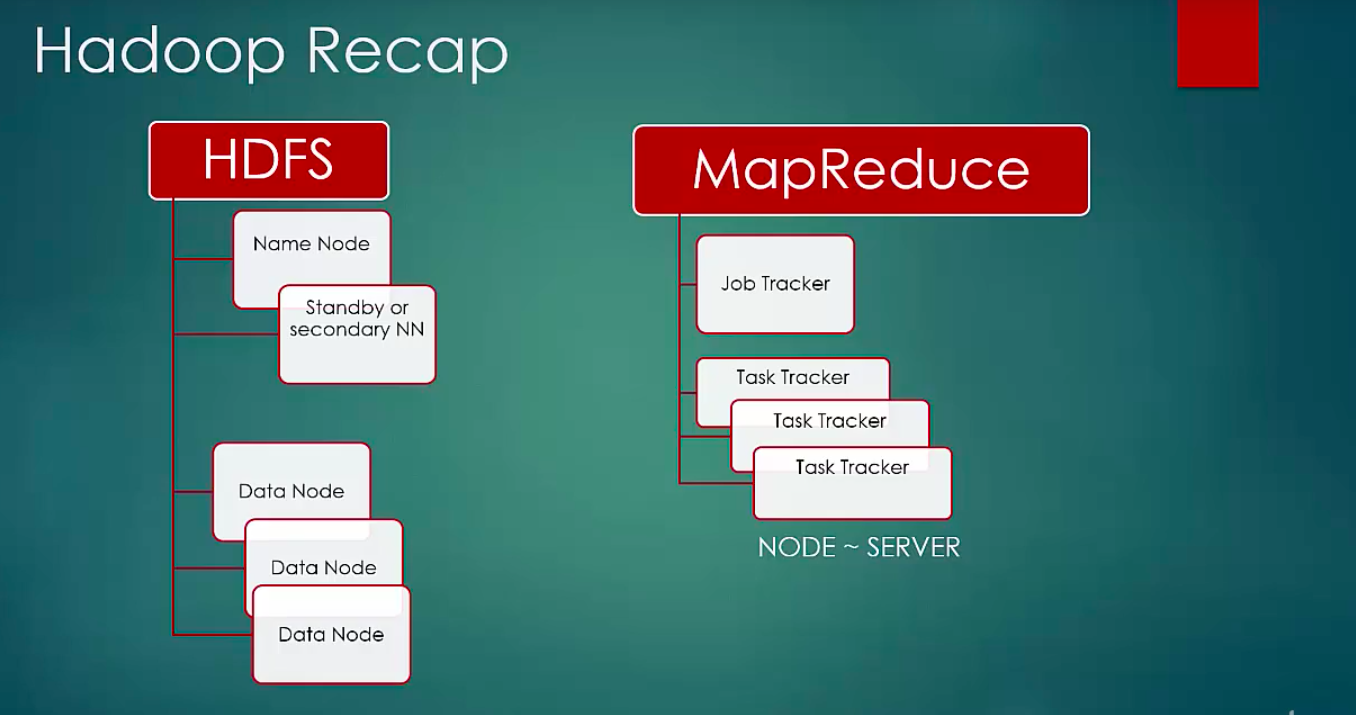 Hadoop Recap
HDFS
Name Node
Standby or
secondary NN
Data Node
Data Node
Data Node
MapReduce
Job Tracker
Task Tracker
Task Tracker
Task Tracker
NODE ~ SERVER